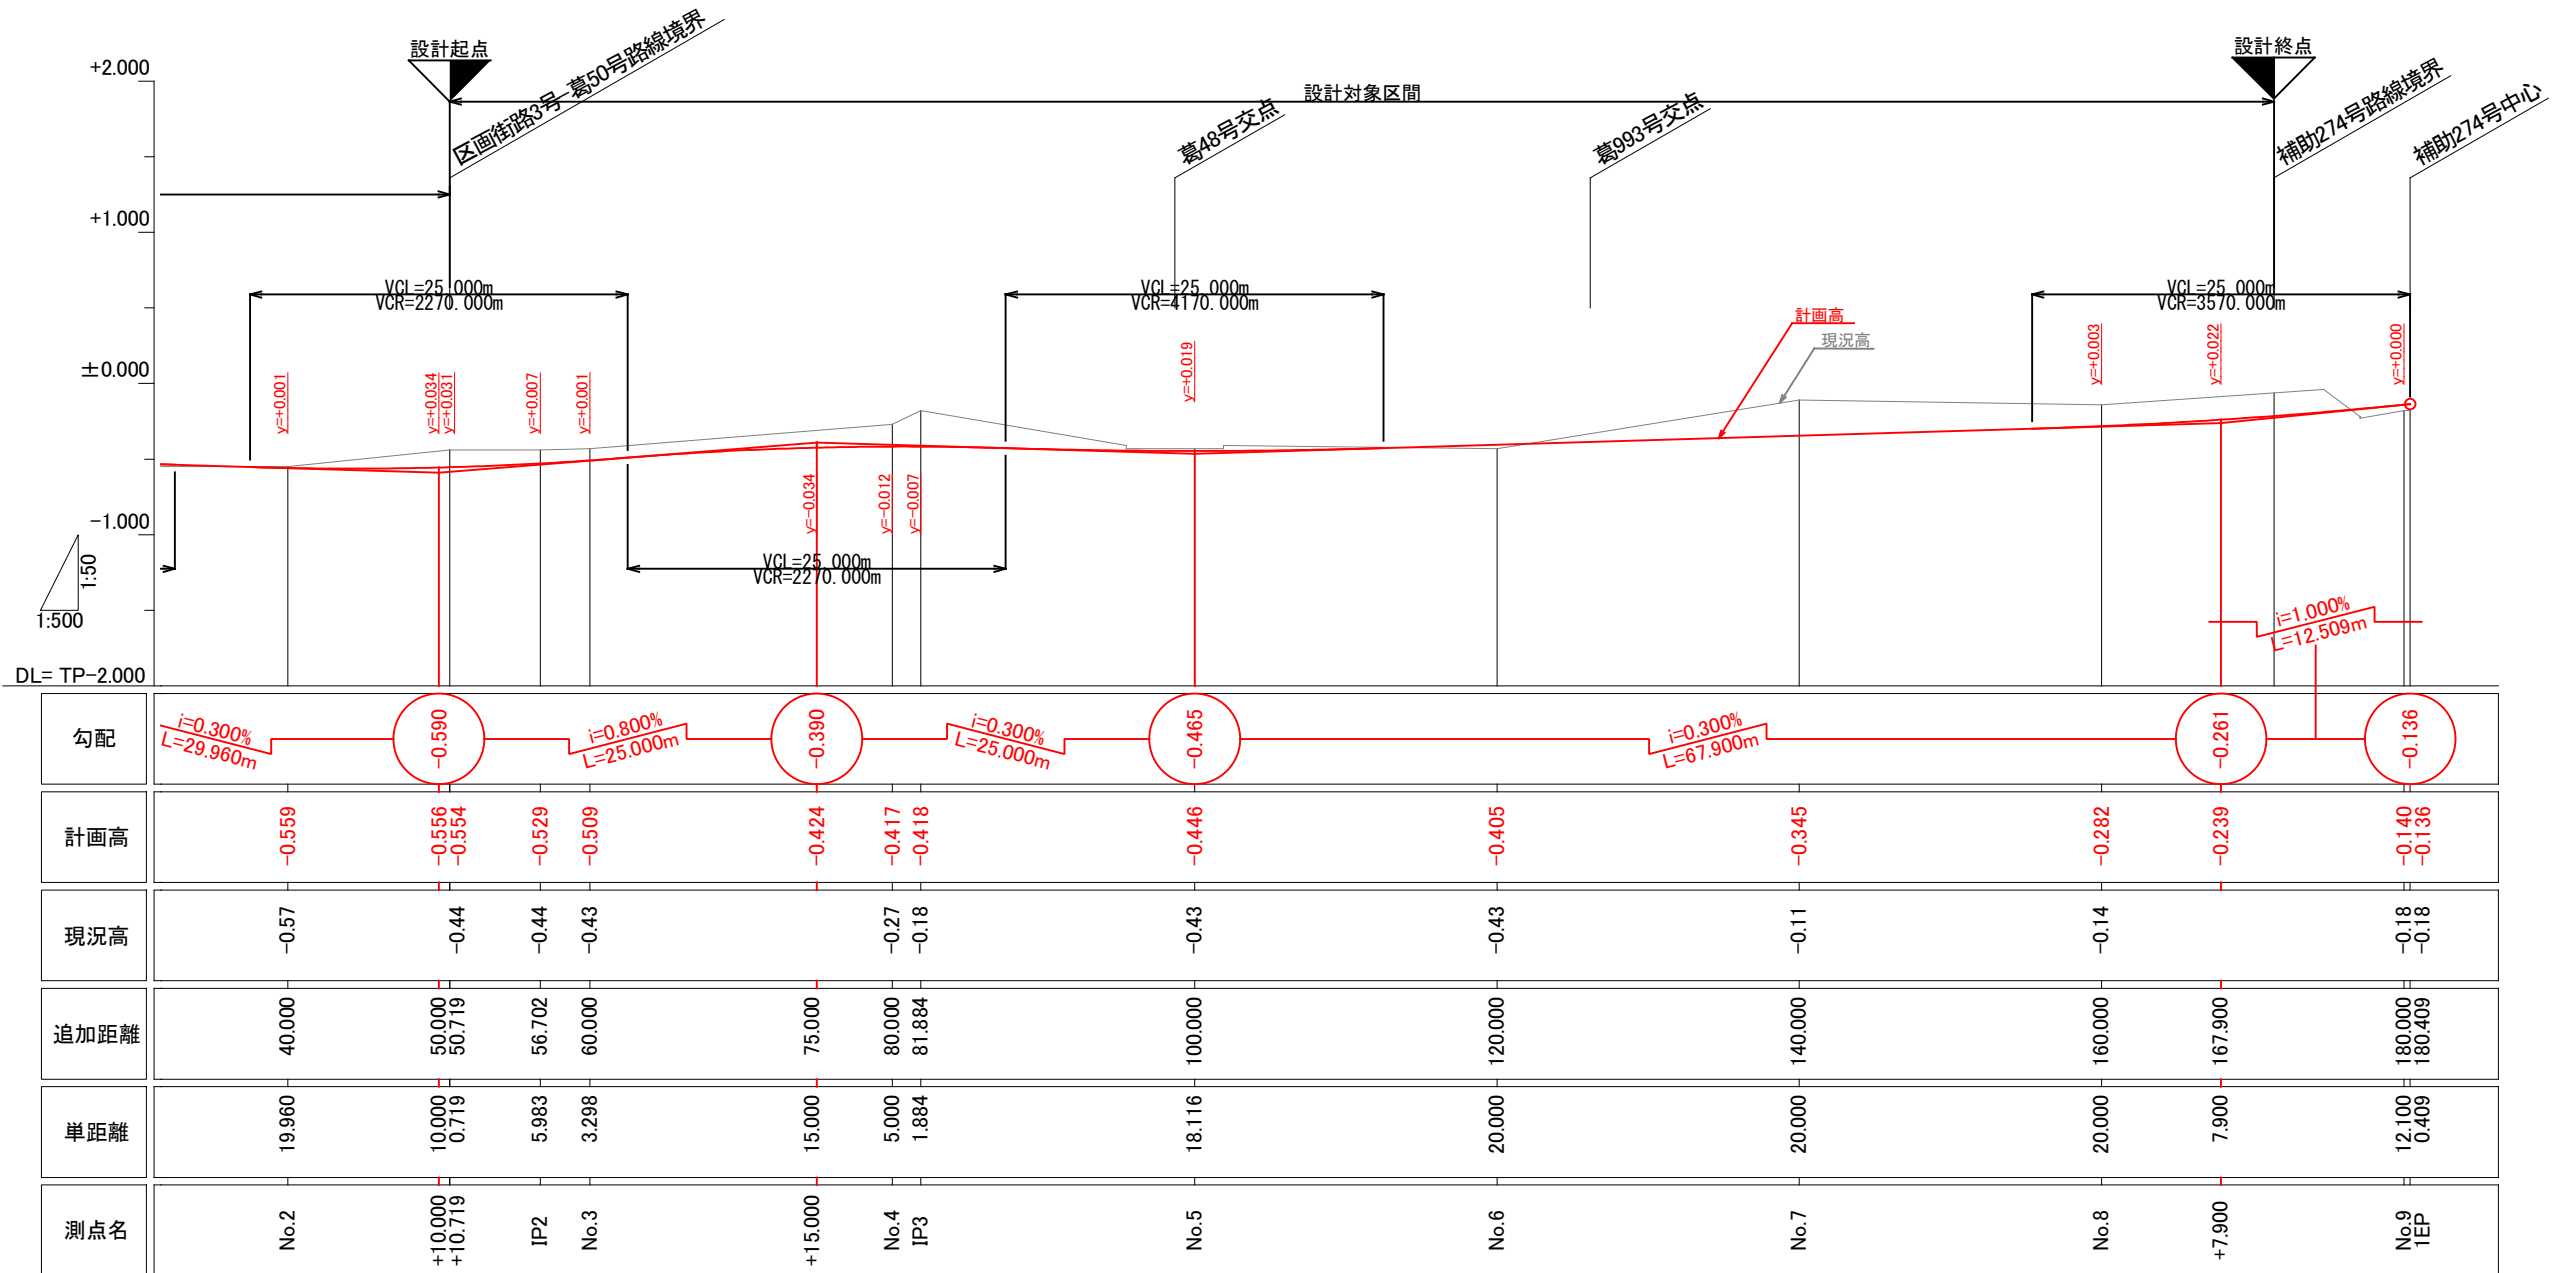 設計起点
区画街路3号-葛50号路線境界
設計対象区間
葛48号交点
葛993号交点
設計終点
補助274号路線境界
補助274号中心
+2.000
+1.000
±0.000
-1.000
DL= TP-2.000
1:50
1:500
VCL=25.000m
VCR=2270.000m
VCL=25.000m
VCR=4170.000m
VCL=25.000m
VCR=3570.000m
計画高
現況高
y=+0.001
y=+0.034
y=+0.031
y=+0.007
y=+0.001
y=+0.019
y=+0.003
y=+0.022
y=+0.000
y=-0.034
y=-0.012
y=-0.007
VCL=25.000m
VCR=2270.000m
i=1.000%
L=12.509m
勾配
i=0.300%
L=29.960m
-0.590
i=0.800%
L=25.000m
-0.390
i=0.300%
L=25.000m
-0.465
i=0.300%
L=67.900m
-0.261
-0.136
計画高
-0.559
-0.556
-0.554
-0.529
-0.509
-0.424
-0.417
-0.418
-0.446
-0.405
-0.345
-0.282
-0.239
-0.140
-0.136
現況高
-0.57
-0.44
-0.44
-0.43
-0.27
-0.18
-0.43
-0.43
-0.11
-0.14
-0.18
-0.18
追加距離
40.000
50.000
50.719
56.702
60.000
75.000
80.000
81.884
100.000
120.000
140.000
160.000
167.900
180.000
180.409
単距離
19.960
10.000
0.719
5.983
3.298
15.000
5.000
1.884
18.116
20.000
20.000
20.000
7.900
12.100
0.409
測点名
No.2
+10.000
+10.719
IP2
No.3
+15.000
No.4
IP3
No.5
No.6
No.7
No.8
+7.900
No.9
1EP